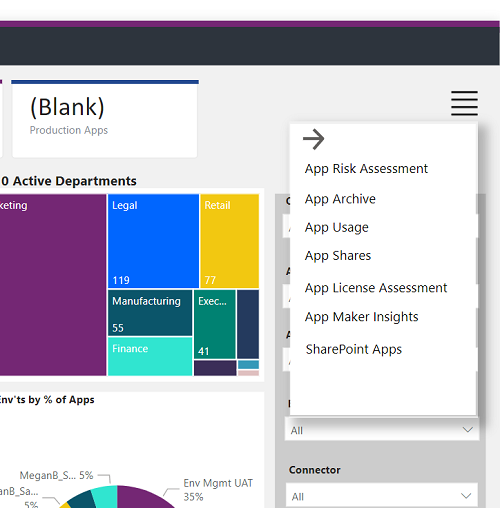 (Blank)
Production Apps
0 Active Departments
keting
Legal
119
Retail
77
Manufacturing
55
Exec...
41
Finance
App Risk Assessment
App Archive
App Usage
App Shares
App License Assessment
App Maker Insights
SharePoint Apps
All
Connector
All
Env'ts by % of Apps
MeganB_S... 5%
anB_Sa...
5%
Env Mgmt UAT
35%